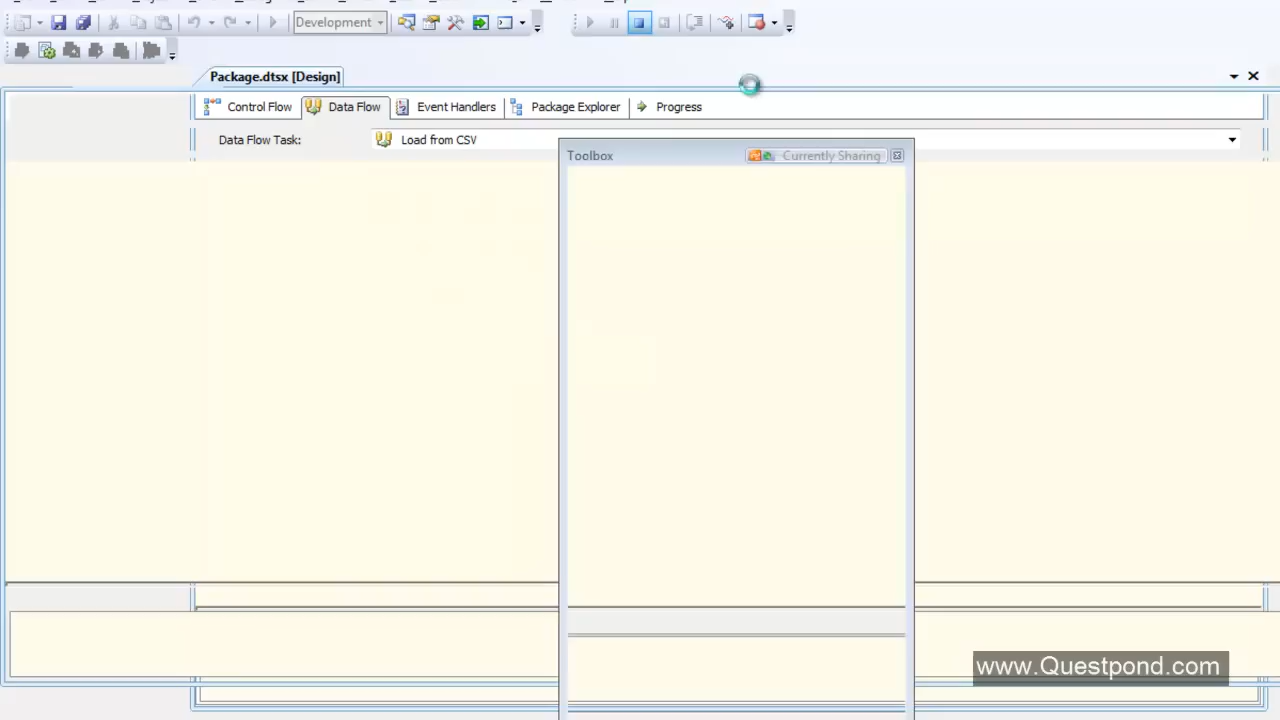 Development
Package.dtsx [Design]
Control Flow Data Flow Event Handlers Package Explorer Progress
Data Flow Task: Load from CSV
Toolbox Currently Sharing
www.Questpond.com